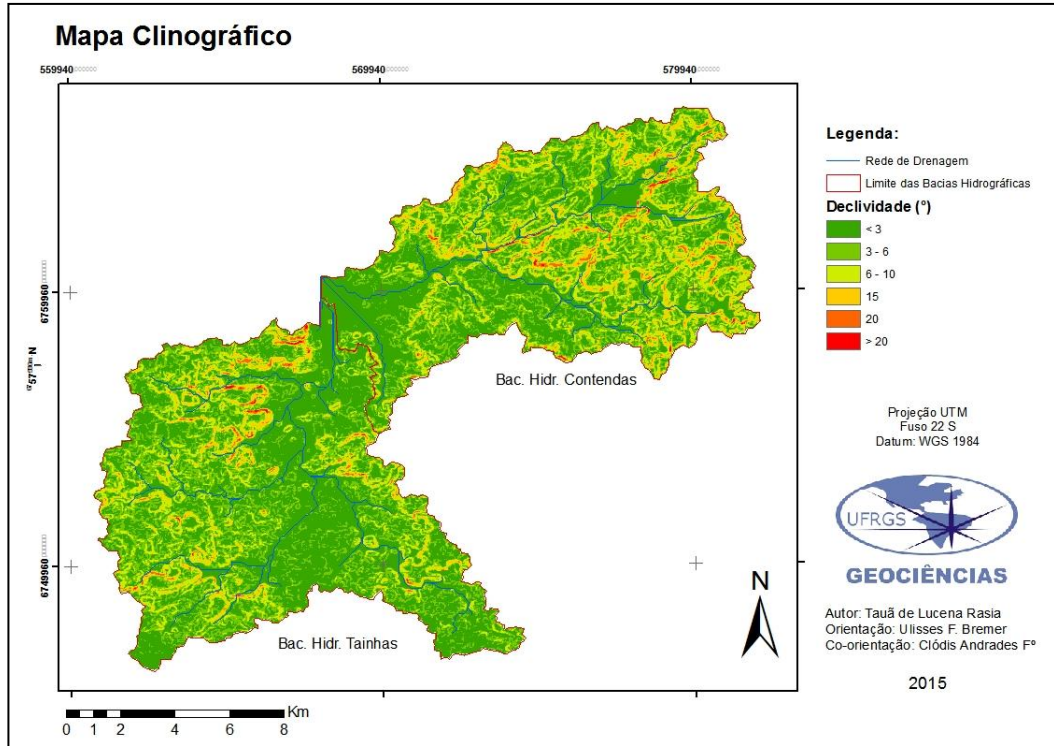 Mapa Clinográfico
559940
569940
579940
6759960
6749960
Legenda:
Rede de Drenagem
Limite das Bacias Hidrográficas
Declividade (°)
< 3
3 - 6
6 - 10
15
20
> 20
Bac. Hidr. Contendas
Bac. Hidr. Tainhas
Projeção UTM
Fuso 22 S
Datum: WGS 1984
UFRGS
GEOCIÊNCIAS
N
Autor: Tauã de Lucena Rasia
Orientação: Ulisses F. Bremer
Co-orientação: Clódis Andrades Fº
2015
Km
0 1 2 4 6 8